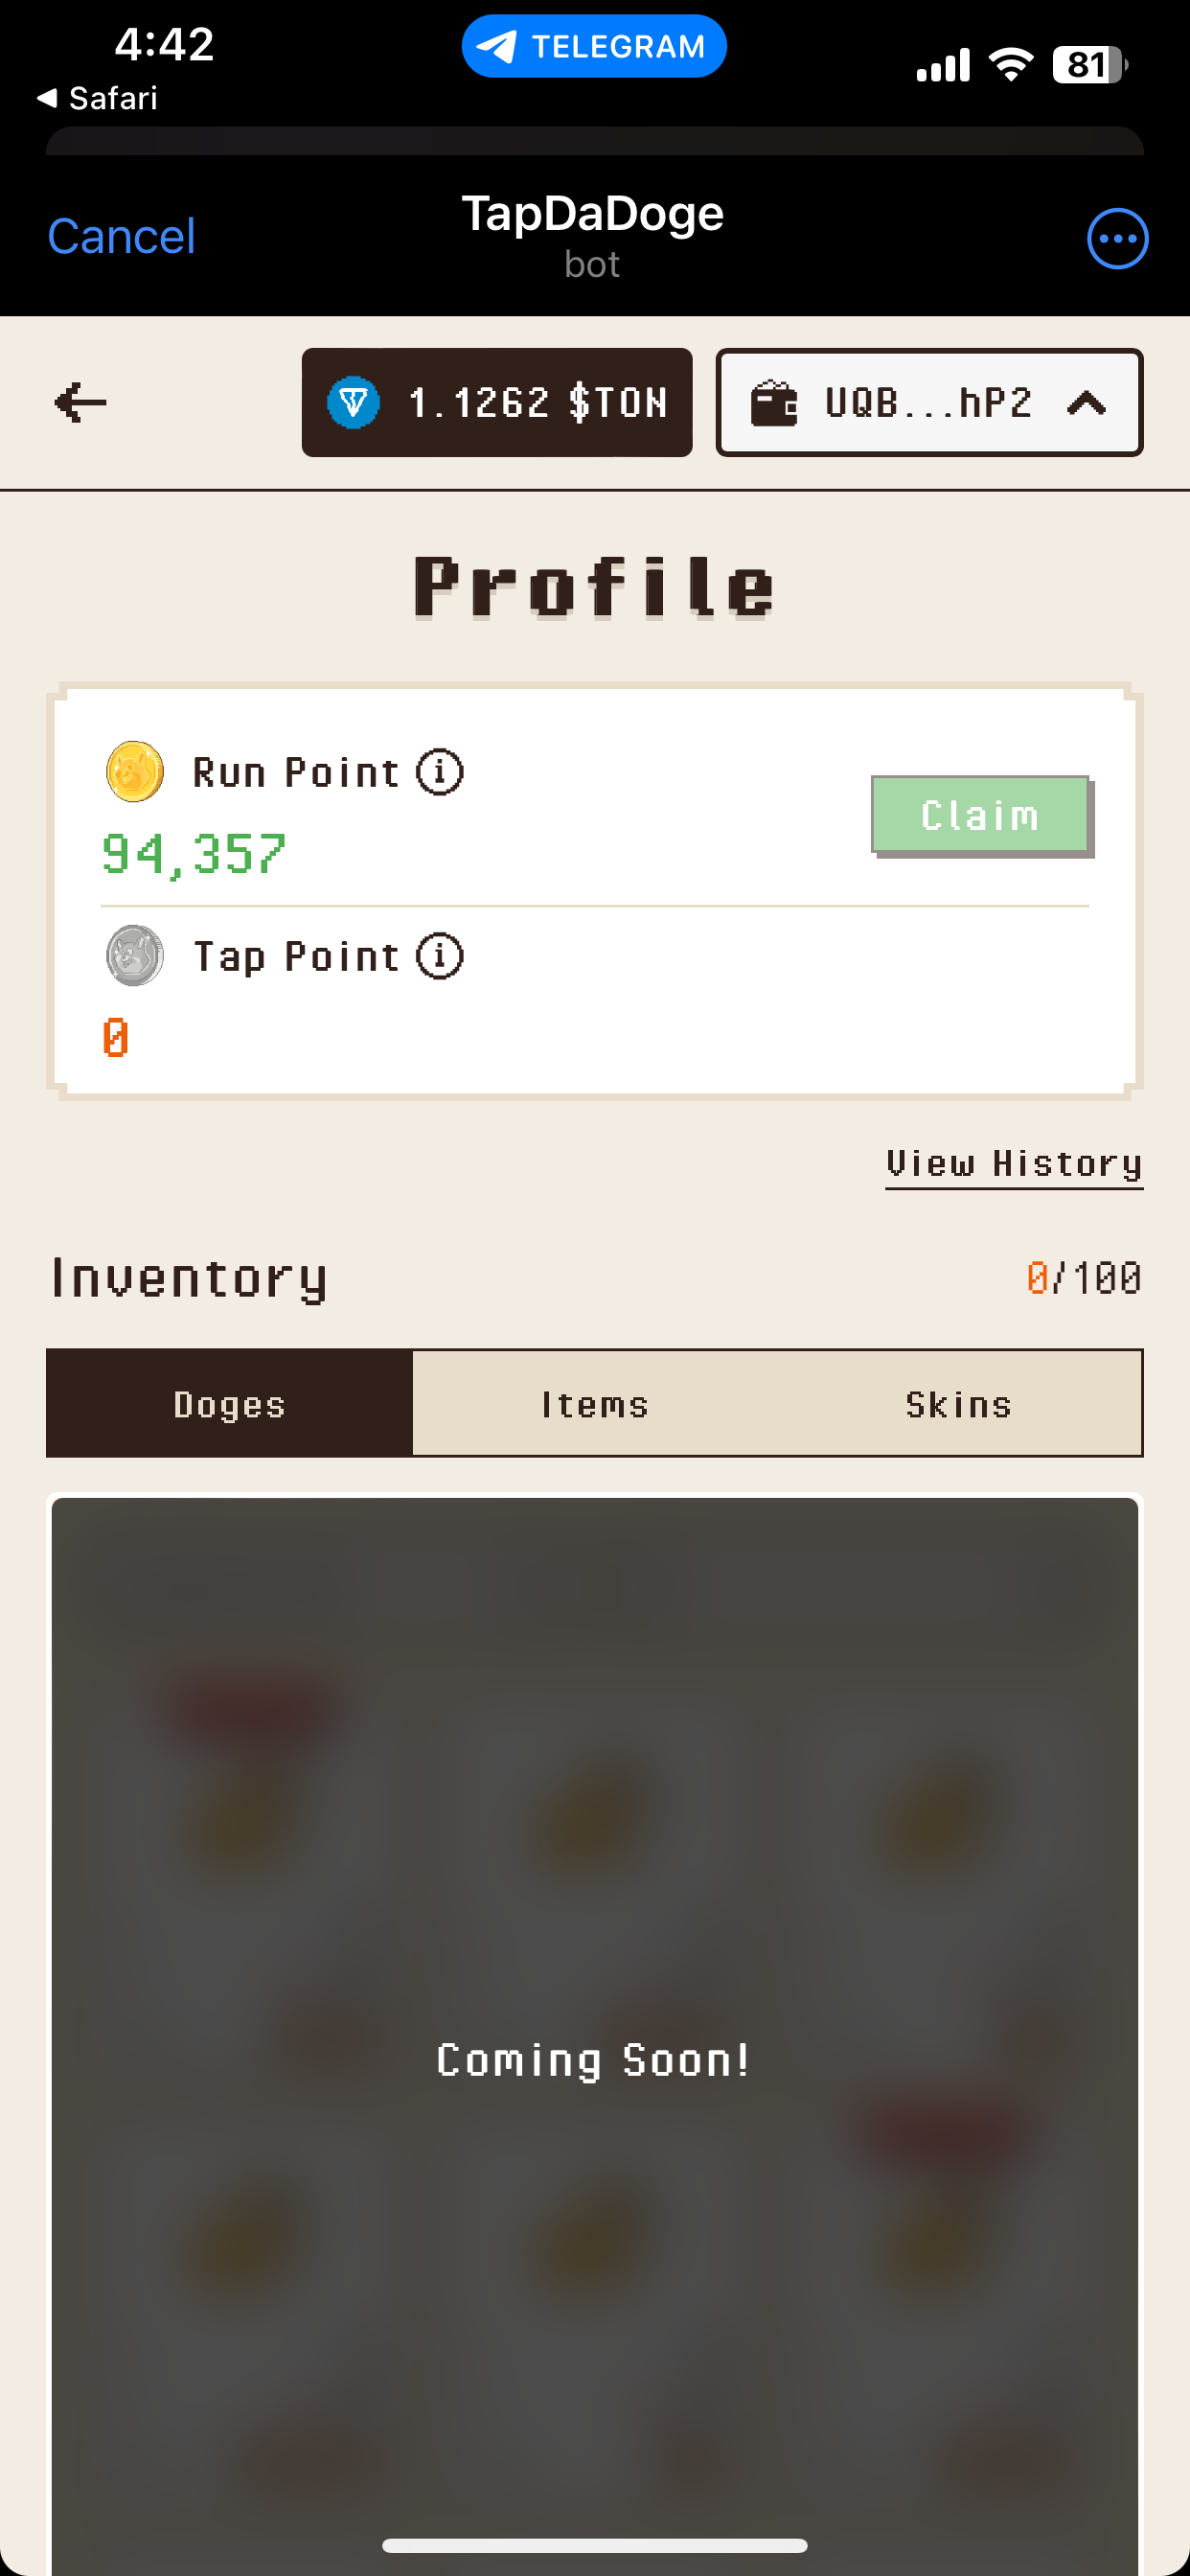 4:42
TELEGRAM
81
Safari
Cancel
TapDaDoge
bot
1.1262 $TON
UQB...hP2
Profile
Run Point
94,357
Claim
Tap Point
0
View History
Inventory
0/100
Doges
Items
Skins
Coming Soon!